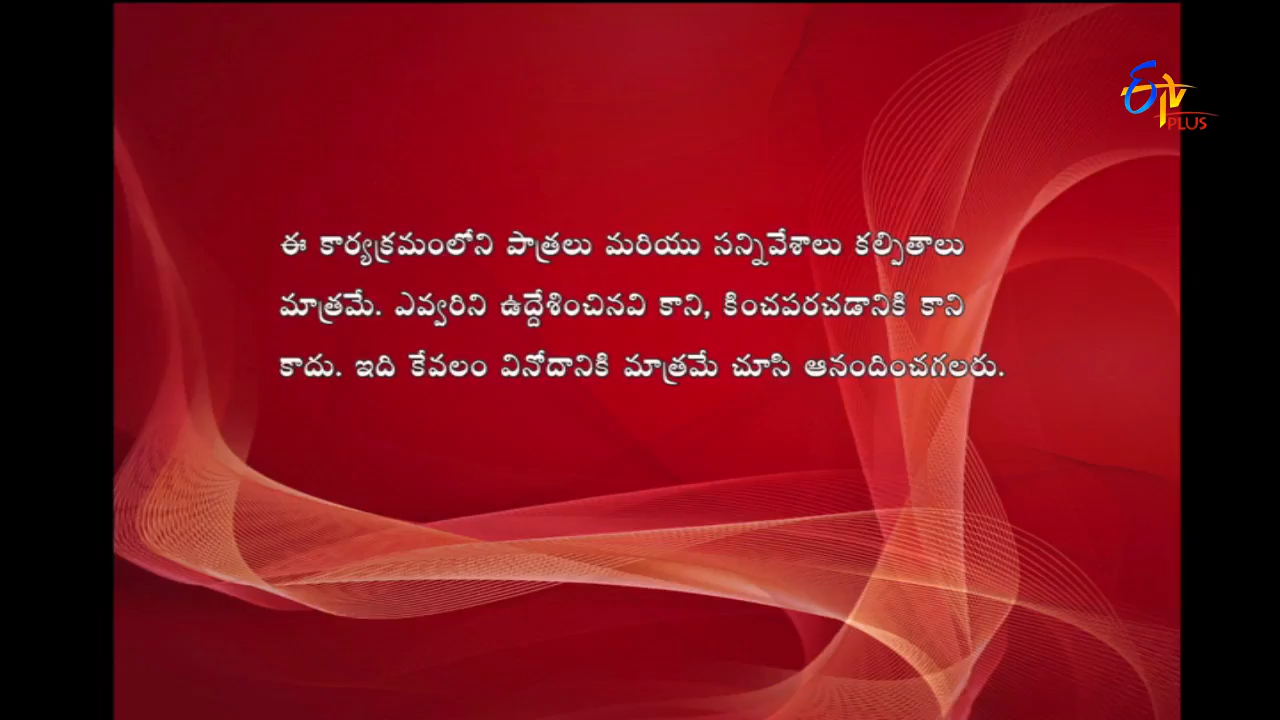 ETV
PLUS
ఈ కార్యక్రమంలోని పాత్రలు మరియు సన్నివేశాలు కల్పితాలు
మాత్రమే. ఎవ్వరిని ఉద్దేశించినవి కాని, కించపరచడానికి కాని
కాదు. ఇది కేవలం వినోదానికి మాత్రమే చూసి ఆనందించగలరు.